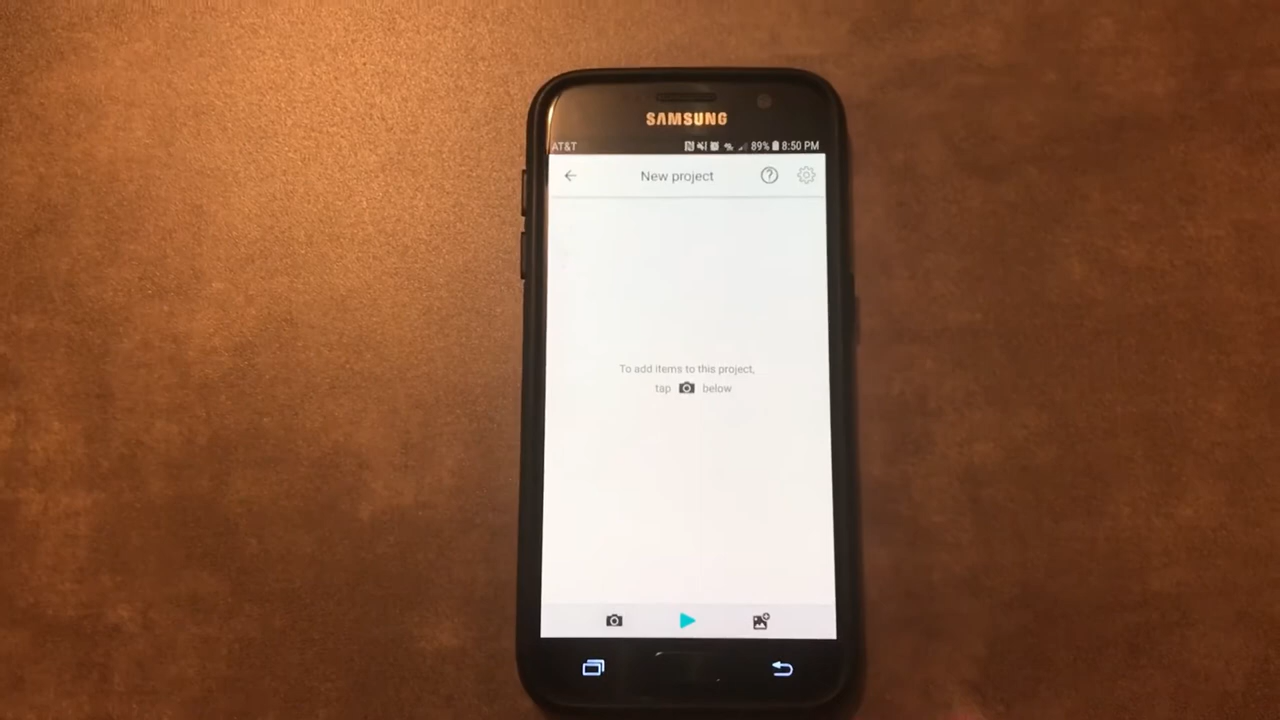 SAMSUNG
AT&T 89% 8:50 PM
New project
To add items to this project,
tap below